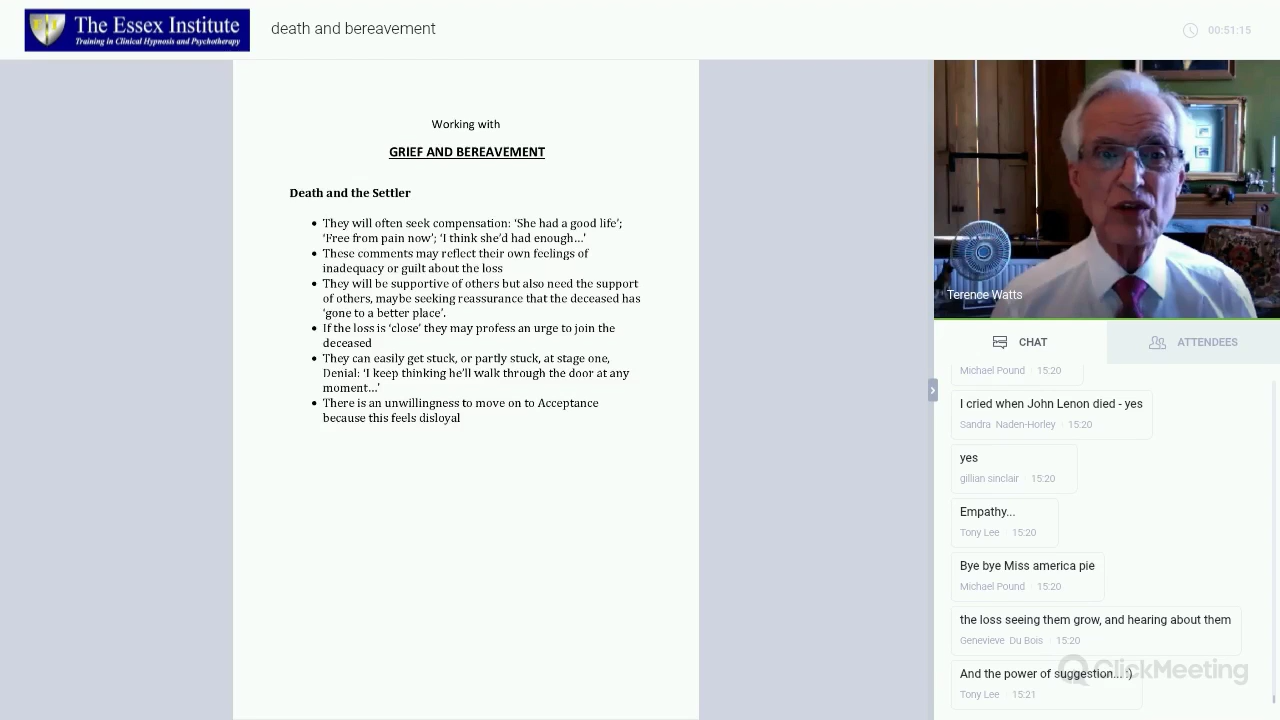 The Essex Institute
Training in Clinical Hypnosis and Psychotherapy
death and bereavement
00:51:15
Working with
GRIEF AND BEREAVEMENT
Death and the Settler
• They will often seek compensation: ‘She had a good life’;
‘Free from pain now’; ‘I think she’d had enough...’
• These comments may reflect their own feelings of
inadequacy or guilt about the loss
• They will be supportive of others but also need the support
of others, maybe seeking reassurance that the deceased has
‘gone to a better place’.
• If the loss is ‘close’ they may profess an urge to join the
deceased
• They can easily get stuck, or partly stuck, at stage one,
Denial: ‘I keep thinking he’ll walk through the door at any
moment...’
• There is an unwillingness to move on to Acceptance
because this feels disloyal
Terence Watts
CHAT
ATTENDEES
Michael Pound · 15:20
I cried when John Lenon died - yes
Sandra Naden-Horley · 15:20
yes
gillian sinclair · 15:20
Empathy...
Tony Lee · 15:20
Bye bye Miss america pie
Michael Pound · 15:20
the loss seeing them grow, and hearing about them
Genevieve Du Bois · 15:20
And the power of suggestion... :)
Tony Lee · 15:21
ClickMeeting